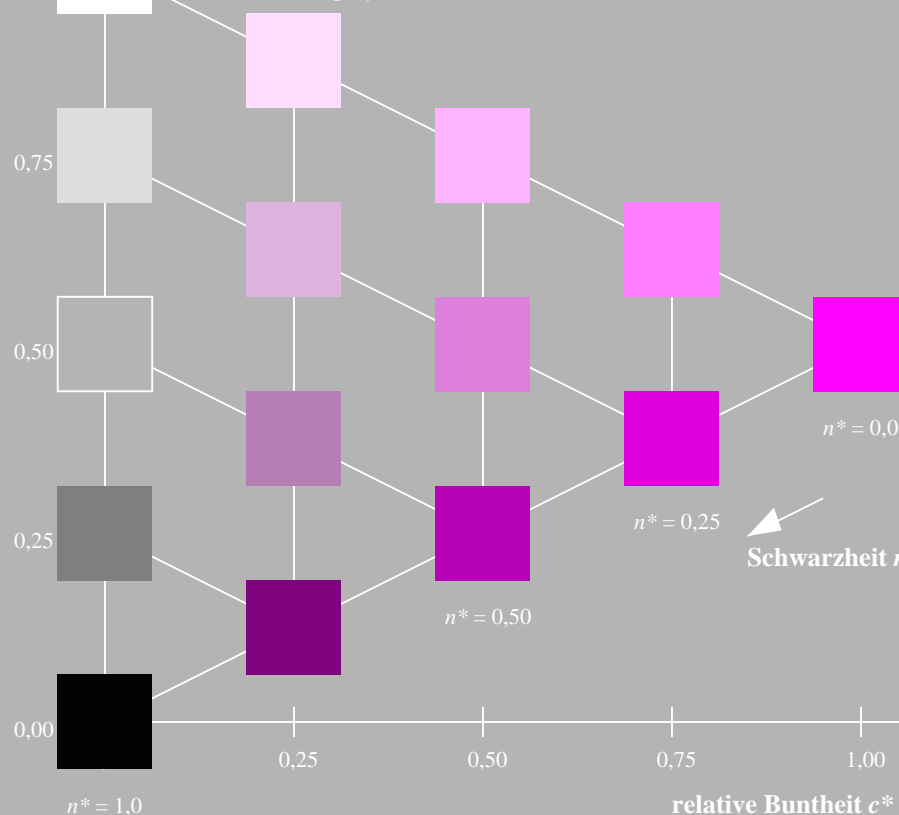 0,75
0,50
n* = 0,0
0,25
n* = 0,25
Schwarzheit n
n* = 0,50
0,00
0,25
0,50
0,75
1,00
n* = 1,0
relative Buntheit c*